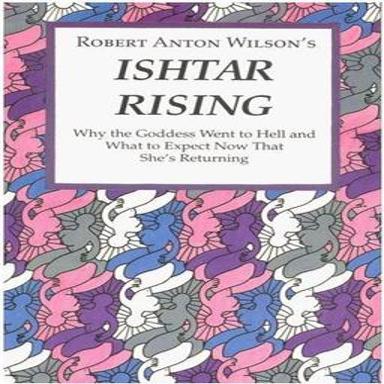 ROBERT ANTON WILSON'S
ISHTAR
RISING
Why the Goddess Went to Hell and
What to Expect Now That
She's Returning